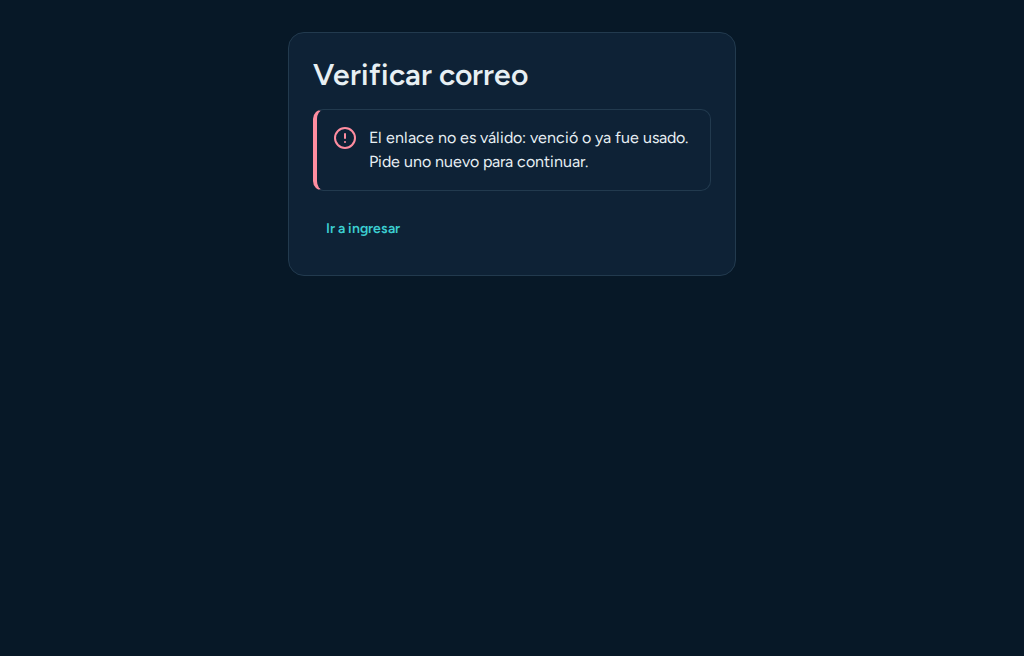 Verificar correo
El enlace no es válido: venció o ya fue usado.
Pide uno nuevo para continuar.
Ir a ingresar